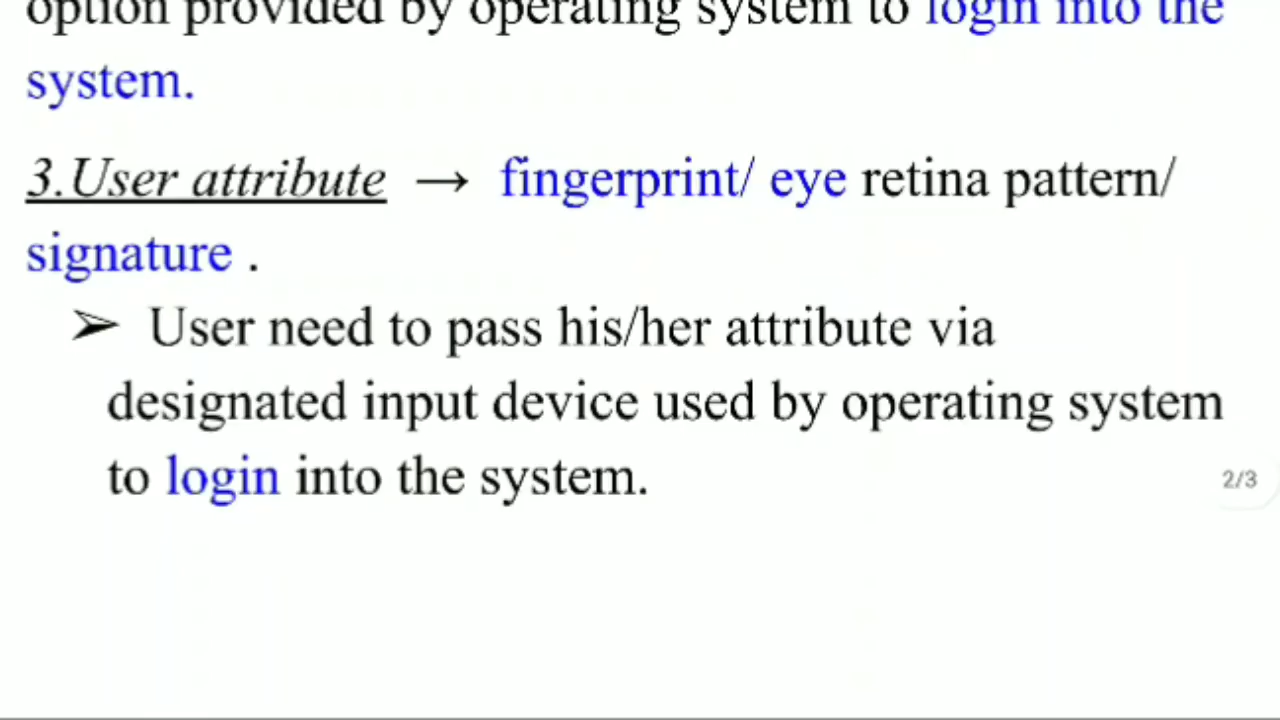 option provided by operating system to login into the
system.
3.User attribute → fingerprint/ eye retina pattern/
signature .
➢ User need to pass his/her attribute via
designated input device used by operating system
to login into the system.
2/3